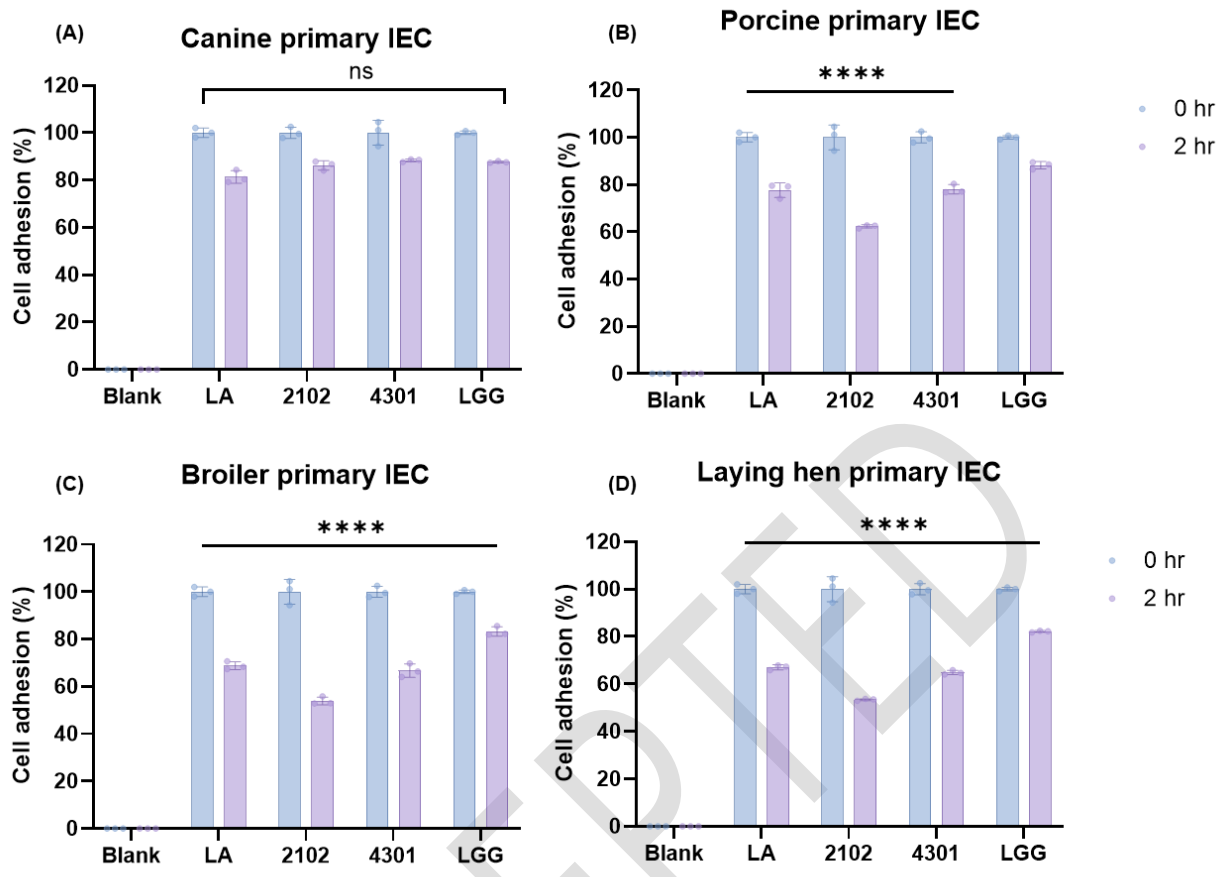 (A)
Canine primary IEC
ns
Cell adhesion (%)
120
100
80
60
40
20
0
Blank LA 2102 4301 LGG
(B)
Porcine primary IEC
****
Cell adhesion (%)
120
100
80
60
40
20
0
Blank LA 2102 4301 LGG
0 hr
2 hr
(C)
Broiler primary IEC
****
Cell adhesion (%)
120
100
80
60
40
20
0
Blank LA 2102 4301 LGG
(D)
Laying hen primary IEC
****
Cell adhesion (%)
120
100
80
60
40
20
0
Blank LA 2102 4301 LGG
0 hr
2 hr
EPTED